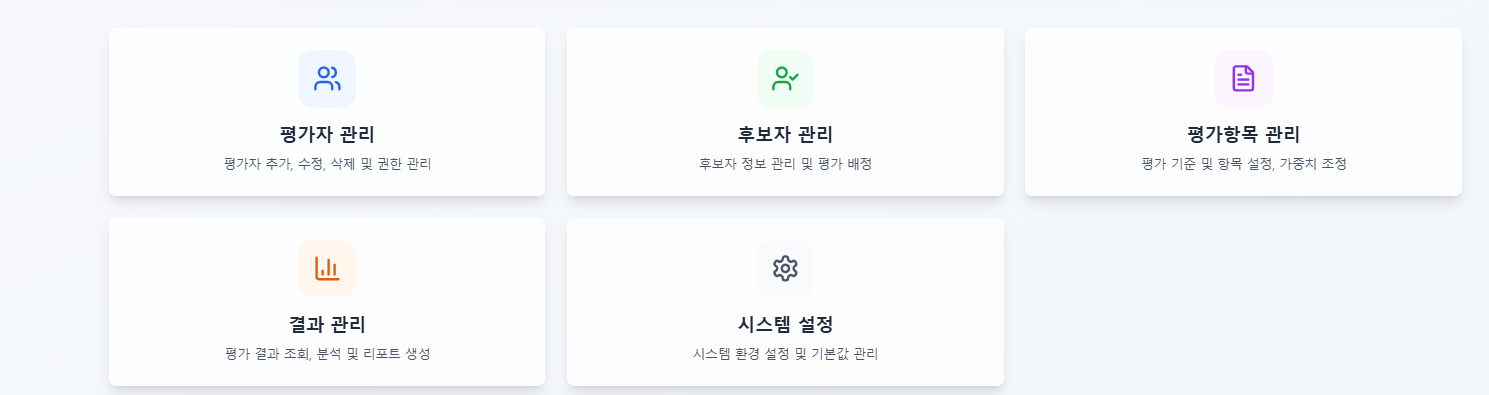 평가자 관리
평가자 추가, 수정, 삭제 및 권한 관리
후보자 관리
후보자 정보 관리 및 평가 배정
평가항목 관리
평가 기준 및 항목 설정, 가중치 조정
결과 관리
평가 결과 조회, 분석 및 리포트 생성
시스템 설정
시스템 환경 설정 및 기본값 관리